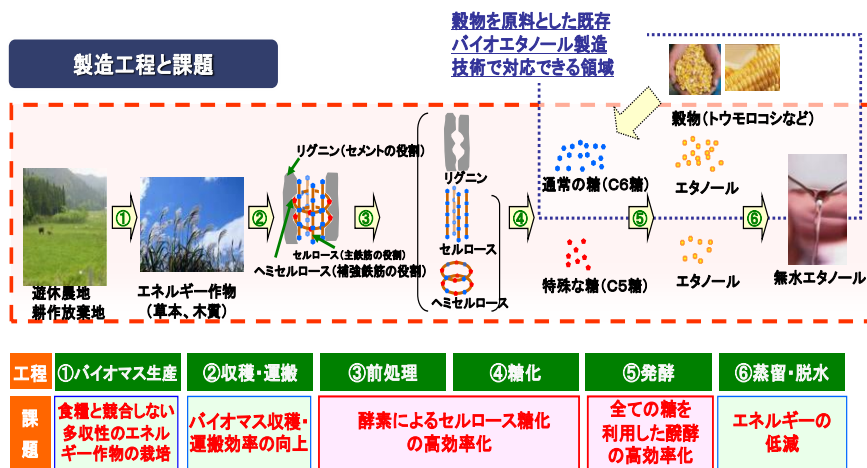 製造工程と課題
穀物を原料とした既存
バイオエタノール製造
技術で対応できる領域
穀物(トウモロコシなど)
リグニン(セメントの役割)
セルロース(主鉄筋の役割)
ヘミセルロース(補強鉄筋の役割)
リグニン
セルロース
ヘミセルロース
通常の糖(C6糖)
エタノール
特殊な糖(C5糖)
エタノール
無水エタノール
①
②
③
④
⑤
⑥
遊休農地
耕作放棄地
エネルギー作物
(草本、木質)
工程
①バイオマス生産
②収穫・運搬
③前処理
④糖化
⑤発酵
⑥蒸留・脱水
課
題
食糧と競合しない
多収性のエネル
ギー作物の栽培
バイオマス収穫・
運搬効率の向上
酵素によるセルロース糖化
の高効率化
全ての糖を
利用した醗酵
の高効率化
エネルギーの
低減